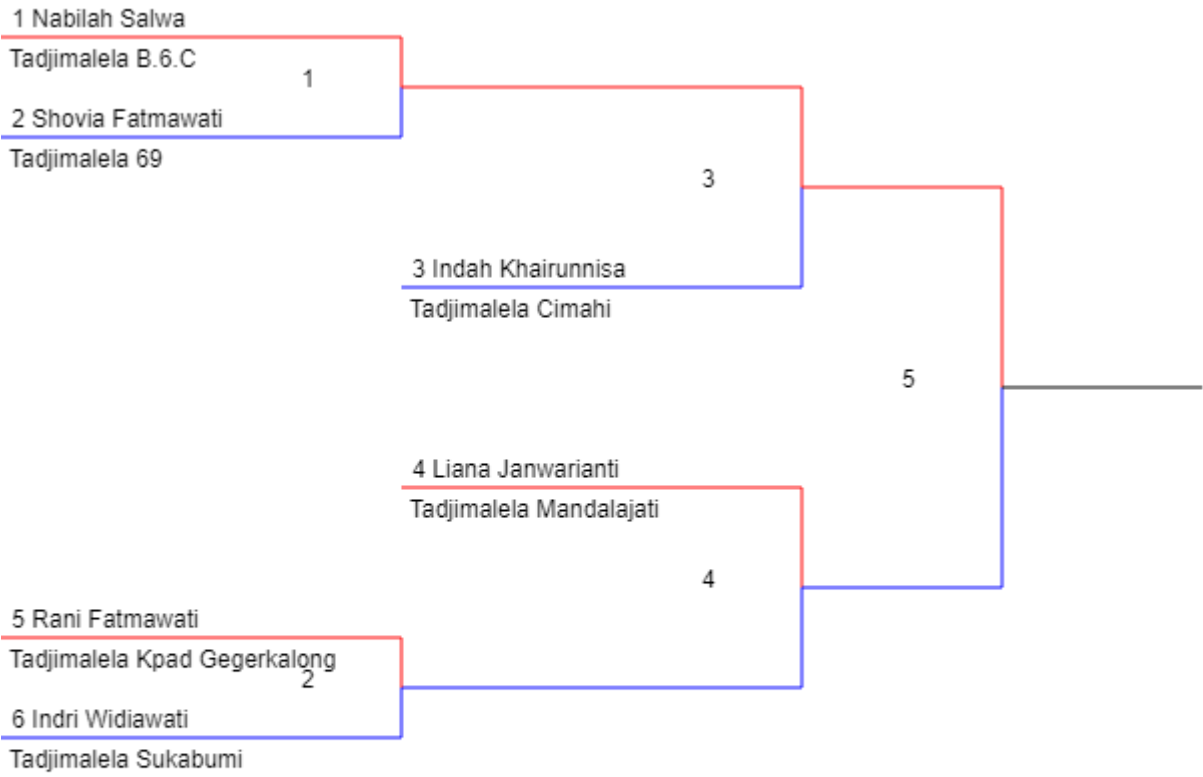 1 Nabilah Salwa
Tadjimalela B.6.C
1
2 Shovia Fatmawati
Tadjimalela 69
3
3 Indah Khairunnisa
Tadjimalela Cimahi
5
4 Liana Janwarianti
Tadjimalela Mandalajati
4
5 Rani Fatmawati
Tadjimalela Kpad Gegerkalong
2
6 Indri Widiawati
Tadjimalela Sukabumi